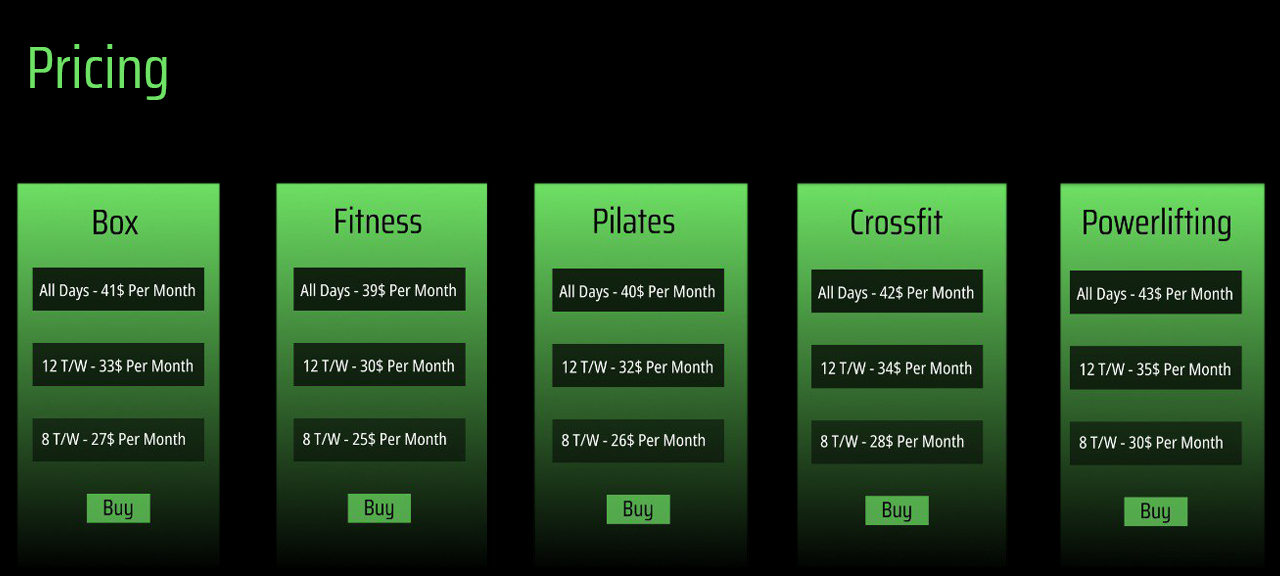 Pricing
Box
All Days - 41$ Per Month
12 T/W - 33$ Per Month
8 T/W - 27$ Per Month
Buy
Fitness
All Days - 39$ Per Month
12 T/W - 30$ Per Month
8 T/W - 25$ Per Month
Buy
Pilates
All Days - 40$ Per Month
12 T/W - 32$ Per Month
8 T/W - 26$ Per Month
Buy
Crossfit
All Days - 42$ Per Month
12 T/W - 34$ Per Month
8 T/W - 28$ Per Month
Buy
Powerlifting
All Days - 43$ Per Month
12 T/W - 35$ Per Month
8 T/W - 30$ Per Month
Buy